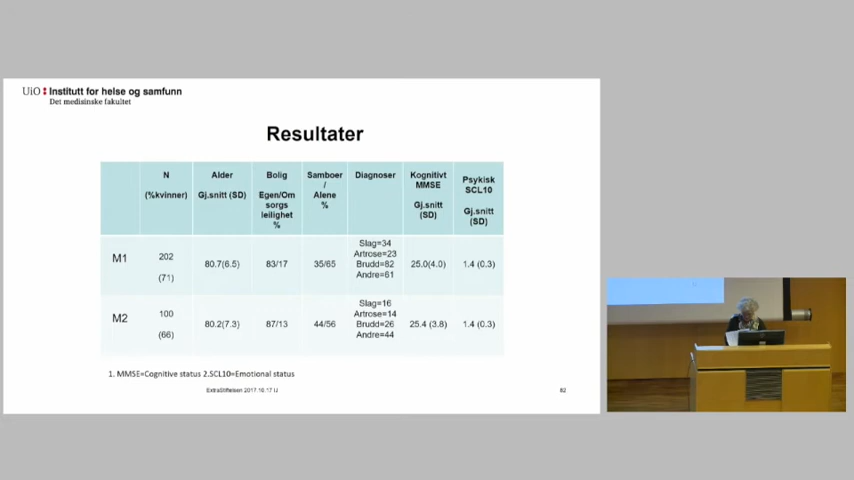 UiO Institutt for helse og samfunn
Det medisinske fakultet
Resultater
N
(%kvinner)
Alder
Gj.snitt (SD)
Bolig
Egen/Om
sorgs
leilighet
%
Samboer
/
Alene
%
Diagnoser
Kognitivt
MMSE
Gj.snitt
(SD)
Psykisk
SCL10
Gj.snitt
(SD)
M1
202
(71)
80.7(6.5)
83/17
35/65
Slag=34
Artrose=23
Brudd=82
Andre=61
25.0(4.0)
1.4 (0.3)
M2
100
(66)
80.2(7.3)
87/13
44/56
Slag=16
Artrose=14
Brudd=26
Andre=44
25.4 (3.8)
1.4 (0.3)
1. MMSE=Cognitive status 2.SCL10=Emotional status
ExtraStiftelsen 2017.10.17 IJ
82